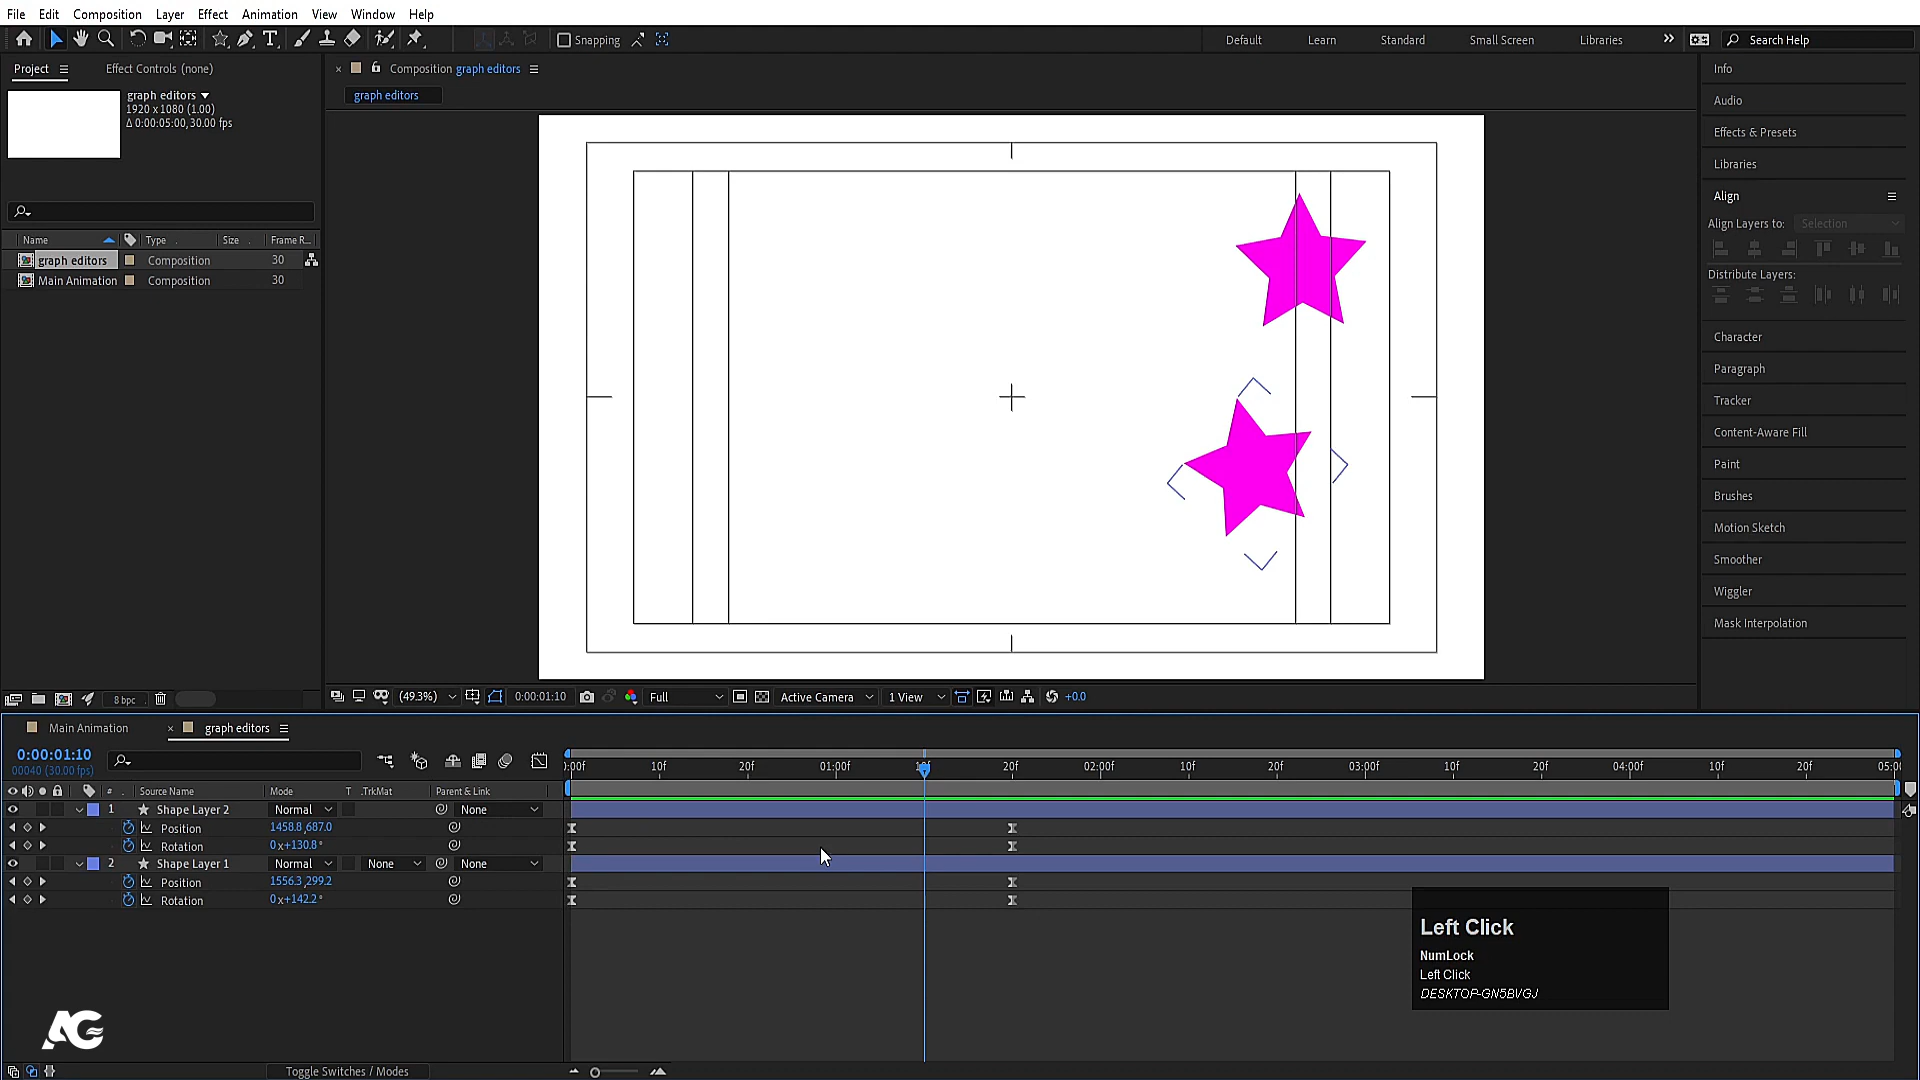 File Edit Composition Layer Effect Animation View Window Help
Snapping Default Learn Standard Small Screen Libraries Search Help
Project Effect Controls (none)
graph editors
1920 x 1080 (1.00)
Δ 0:00:05:00, 30.00 fps
Name Type Size Frame R...
graph editors Composition 30
Main Animation Composition 30
8 bpc
Composition graph editors
graph editors
(49.3%) 0:00:01:10 Full Active Camera 1 View +0.0
Info
Audio
Effects & Presets
Libraries
Align
Align Layers to: Selection
Distribute Layers:
Character
Paragraph
Tracker
Content-Aware Fill
Paint
Brushes
Motion Sketch
Smoother
Wiggler
Mask Interpolation
Main Animation graph editors
0:00:01:10
00040 (30.00 fps)
:00f 10f 20f 01:00f 10f 20f 02:00f 10f 20f 03:00f 10f 20f 04:00f 10f 20f 05:00
# Source Name Mode T .TrkMat Parent & Link
1 Shape Layer 2 Normal None
Position 1458.8,687.0
Rotation 0x+130.8°
2 Shape Layer 1 Normal None None
Position 1556.3,299.2
Rotation 0x+142.2°
Left Click
NumLock
Left Click
DESKTOP-GN5BVGJ
AG
Toggle Switches / Modes